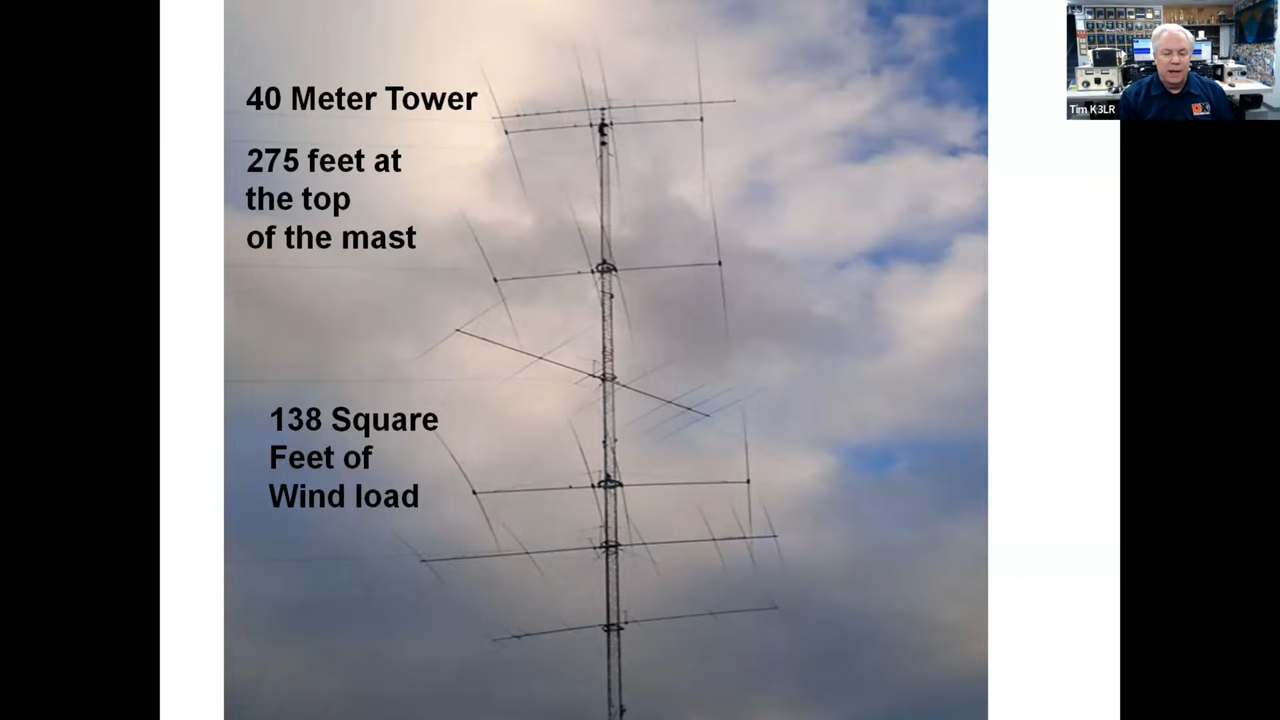 40 Meter Tower
275 feet at
the top
of the mast
138 Square
Feet of
Wind load
Tim K3LR